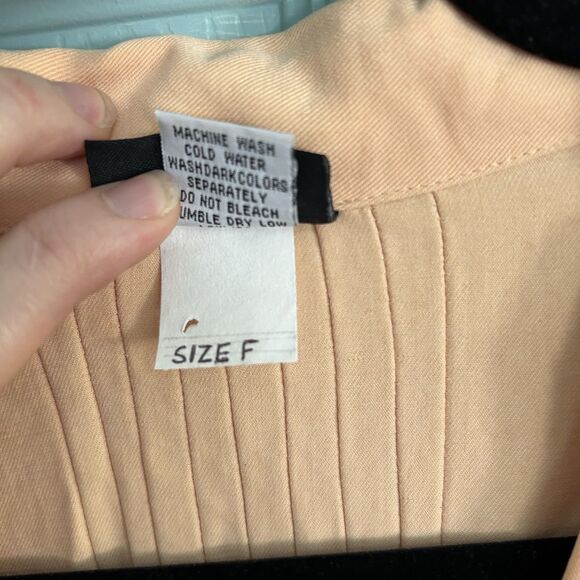 MACHINE WASH
COLD WATER
WASHDARKCOLORS
SEPARATELY
DO NOT BLEACH
UMBLE DRY LOW
SIZE F